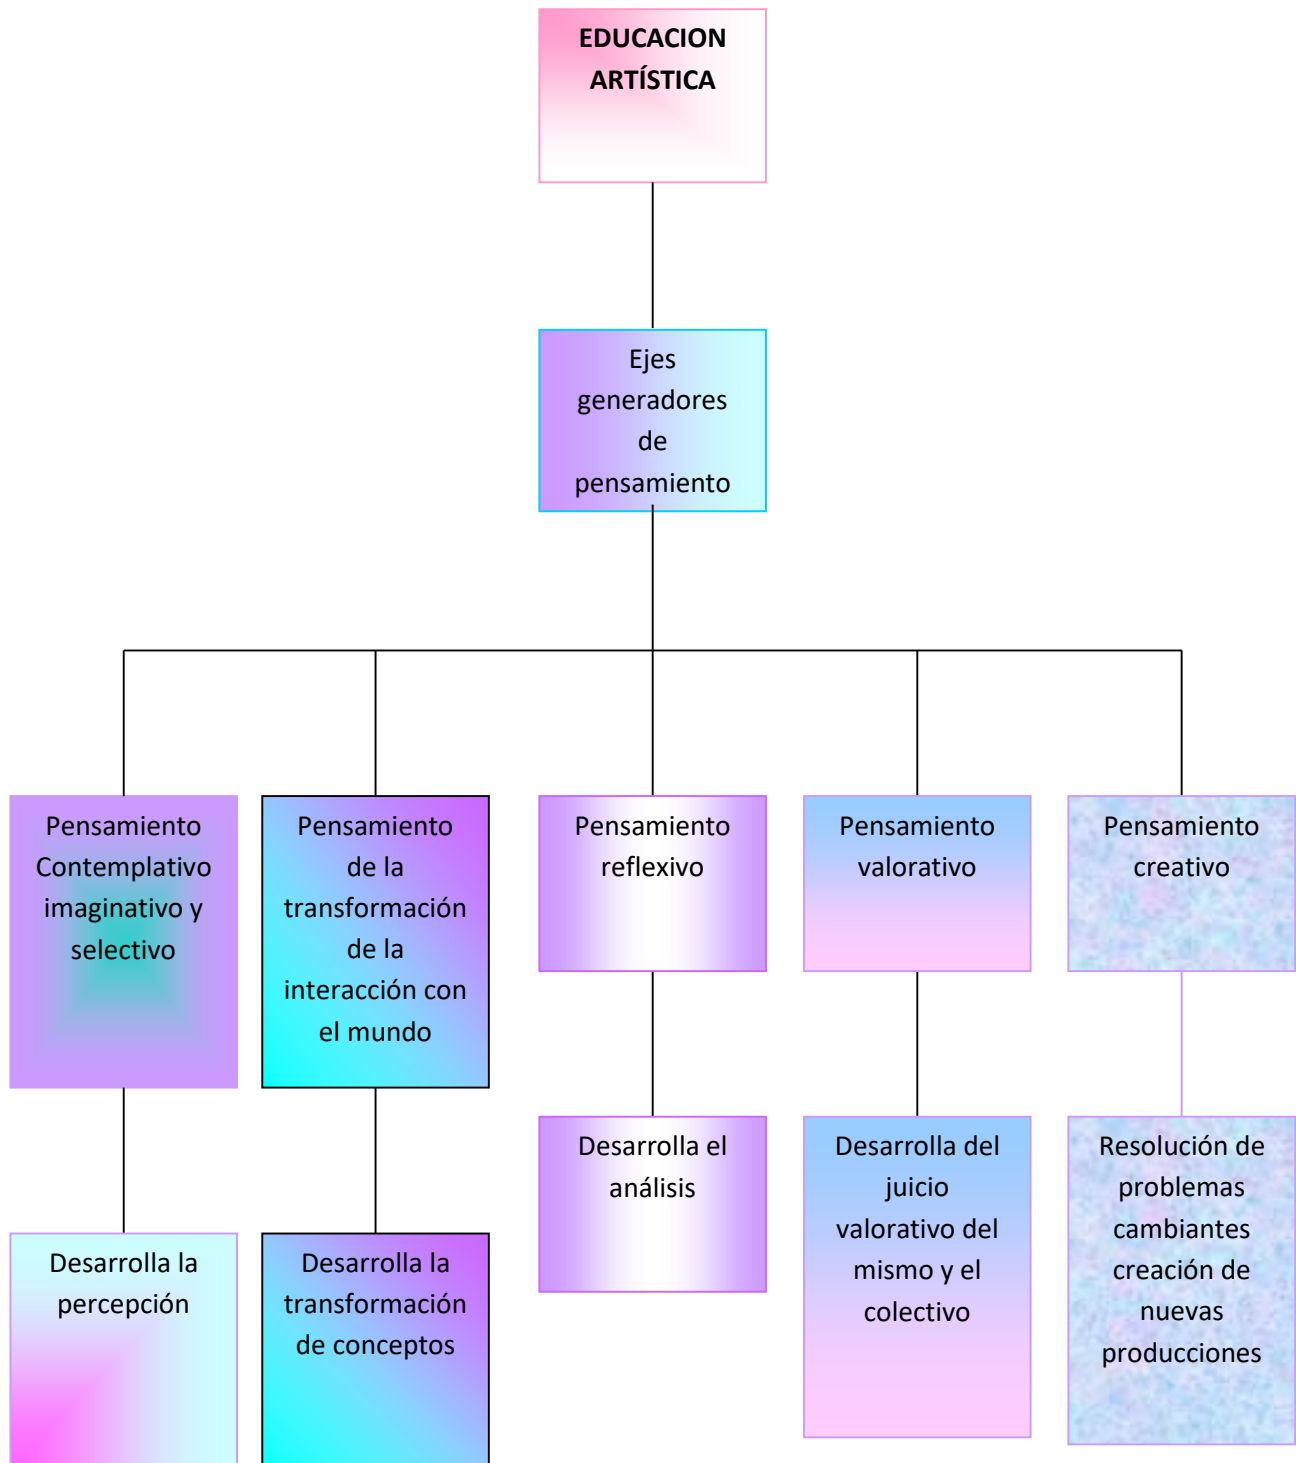 EDUCACION
ARTÍSTICA
Ejes
generadores
de
pensamiento
Pensamiento
Contemplativo
imaginativo y
selectivo
Pensamiento
de la
transformación
de la
interacción con
el mundo
Pensamiento
reflexivo
Pensamiento
valorativo
Pensamiento
creativo
Desarrolla la
percepción
Desarrolla la
transformación
de conceptos
Desarrolla el
análisis
Desarrolla del
juicio
valorativo del
mismo y el
colectivo
Resolución de
problemas
cambiantes
creación de
nuevas
producciones